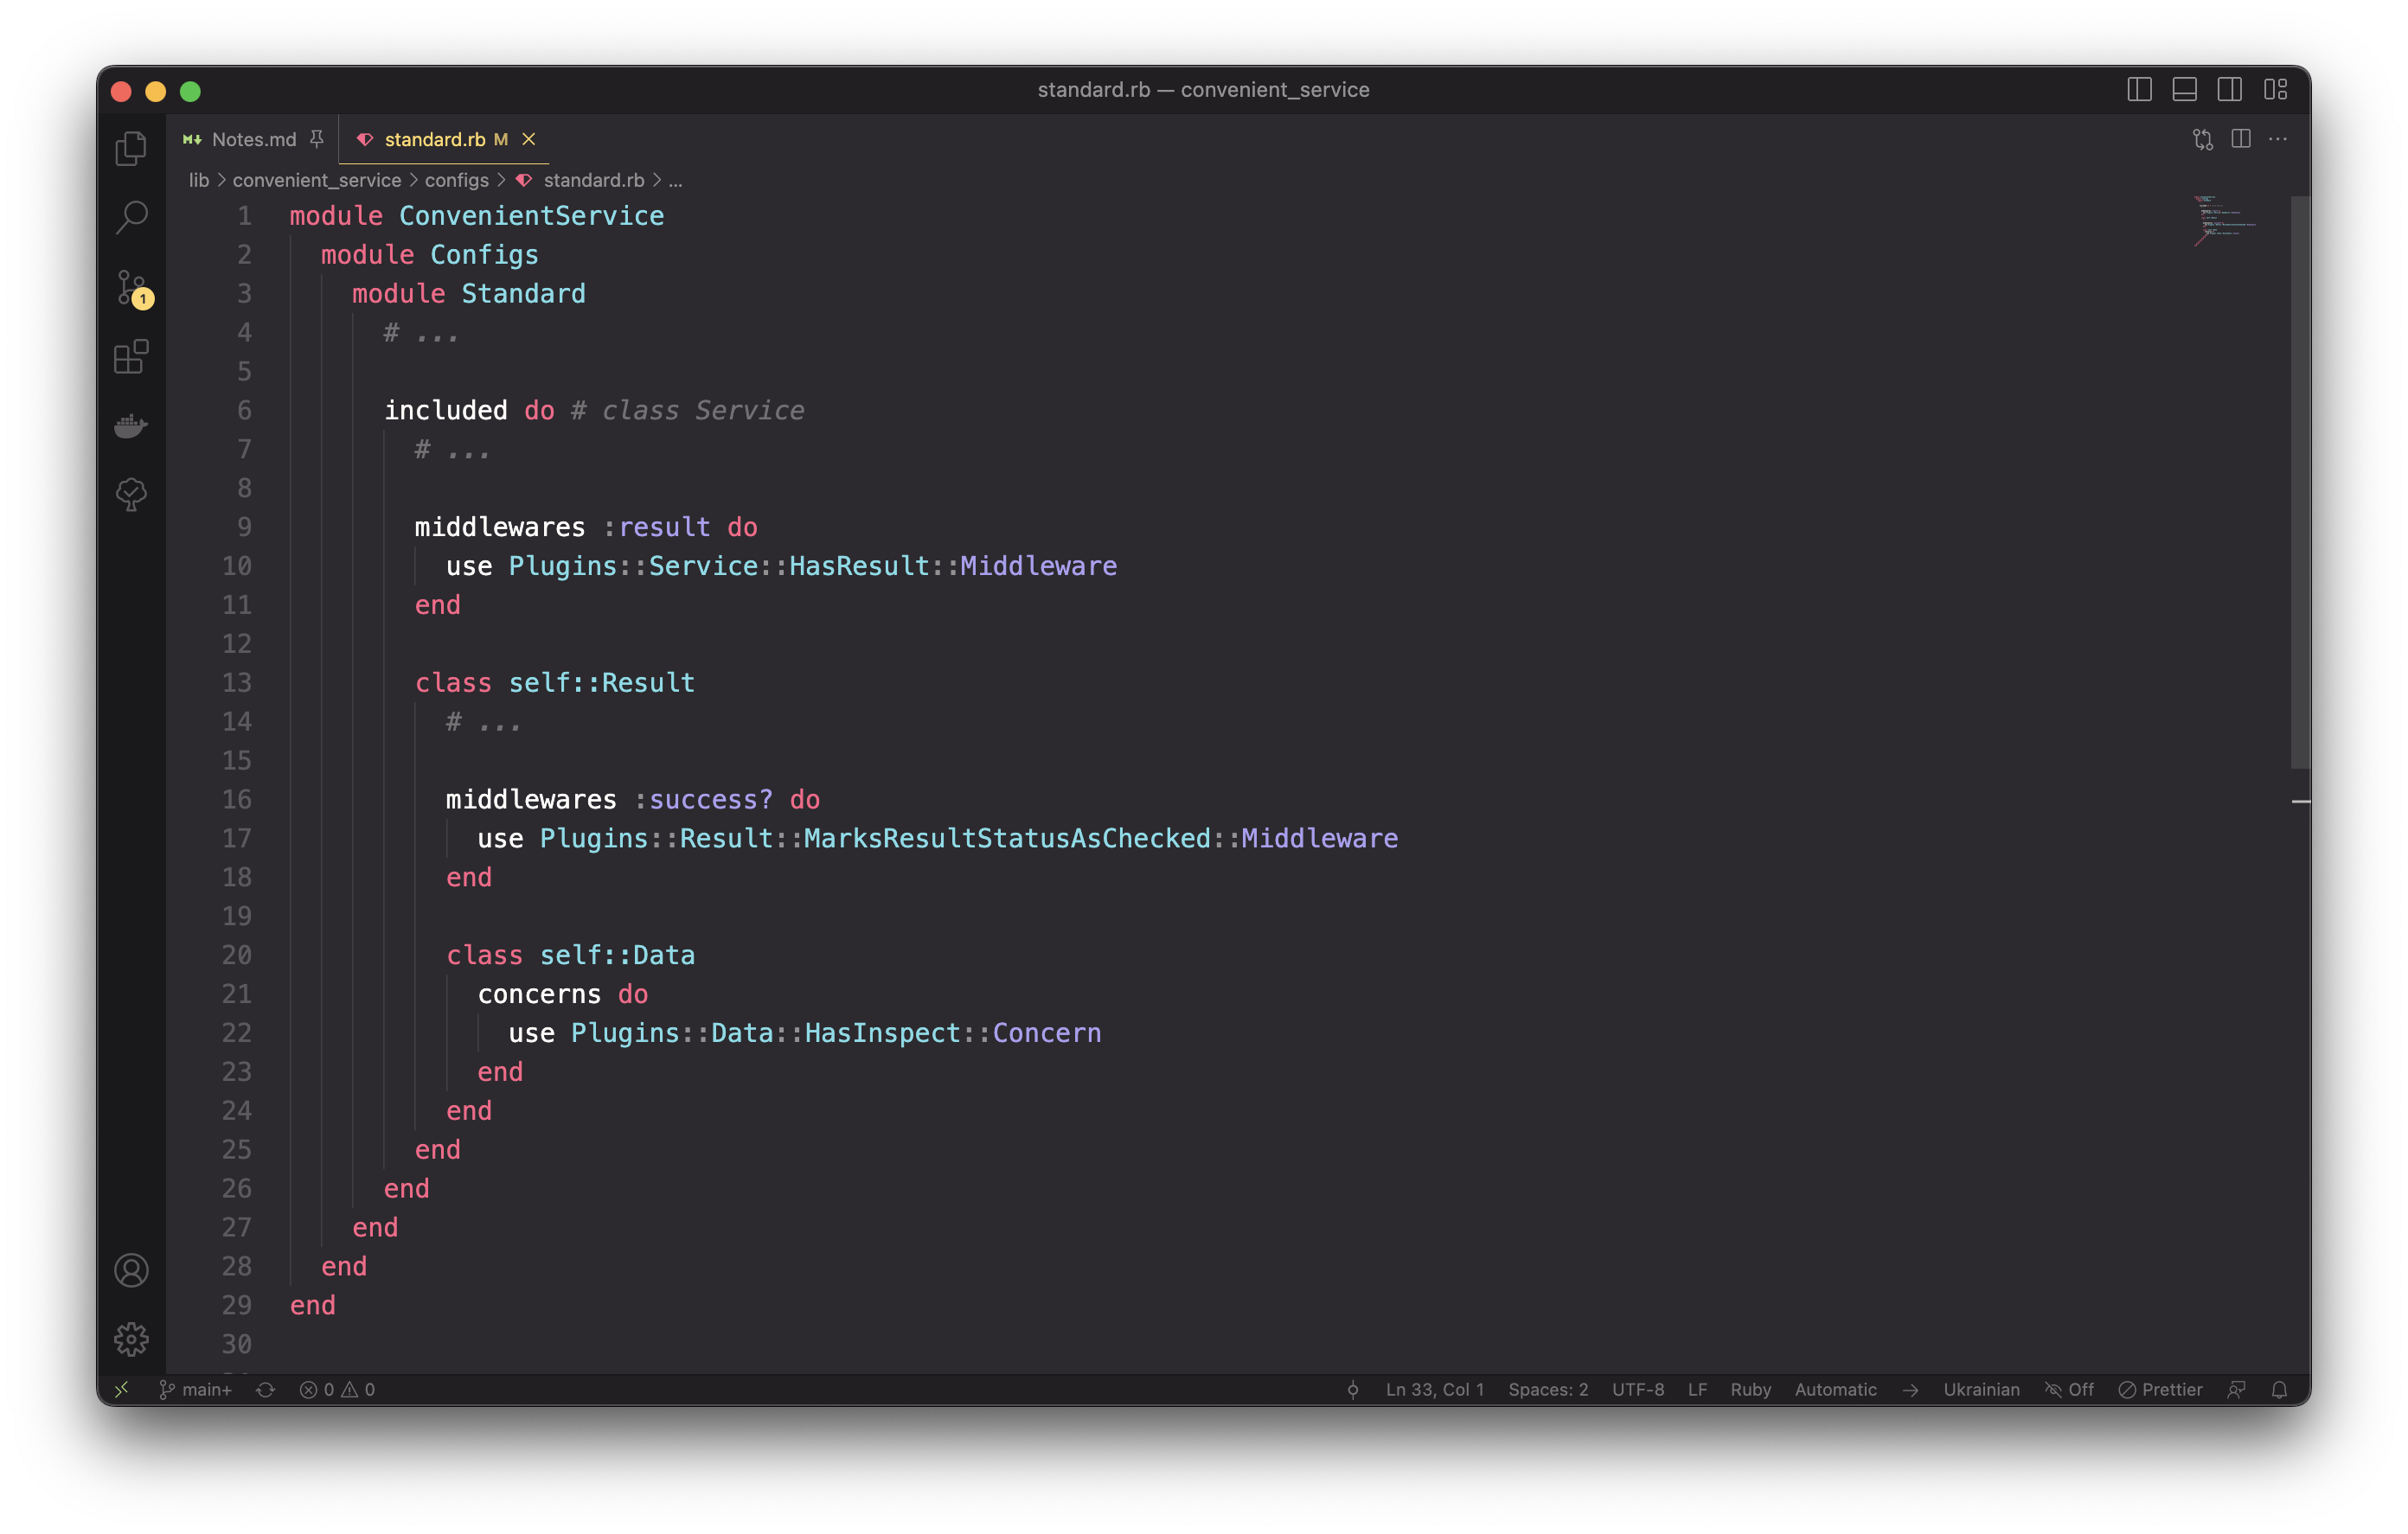 standard.rb — convenient_service
Notes.md
standard.rb M
lib > convenient_service > configs > standard.rb > ...
1 module ConvenientService
2   module Configs
3     module Standard
4       # ...
5
6       included do # class Service
7         # ...
8
9         middlewares :result do
10           use Plugins::Service::HasResult::Middleware
11         end
12
13         class self::Result
14           # ...
15
16           middlewares :success? do
17             use Plugins::Result::MarksResultStatusAsChecked::Middleware
18           end
19
20           class self::Data
21             concerns do
22               use Plugins::Data::HasInspect::Concern
23             end
24           end
25         end
26       end
27     end
28   end
29 end
30
1
main+ 0 0 Ln 33, Col 1 Spaces: 2 UTF-8 LF Ruby Automatic Ukrainian Off Prettier